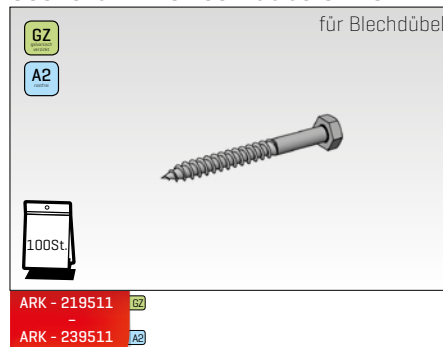 für Blechdübel
GZ
galvanisch
verzinkt
A2
rostfrei
100St.
ARK - 219511 GZ
–
ARK - 239511 A2